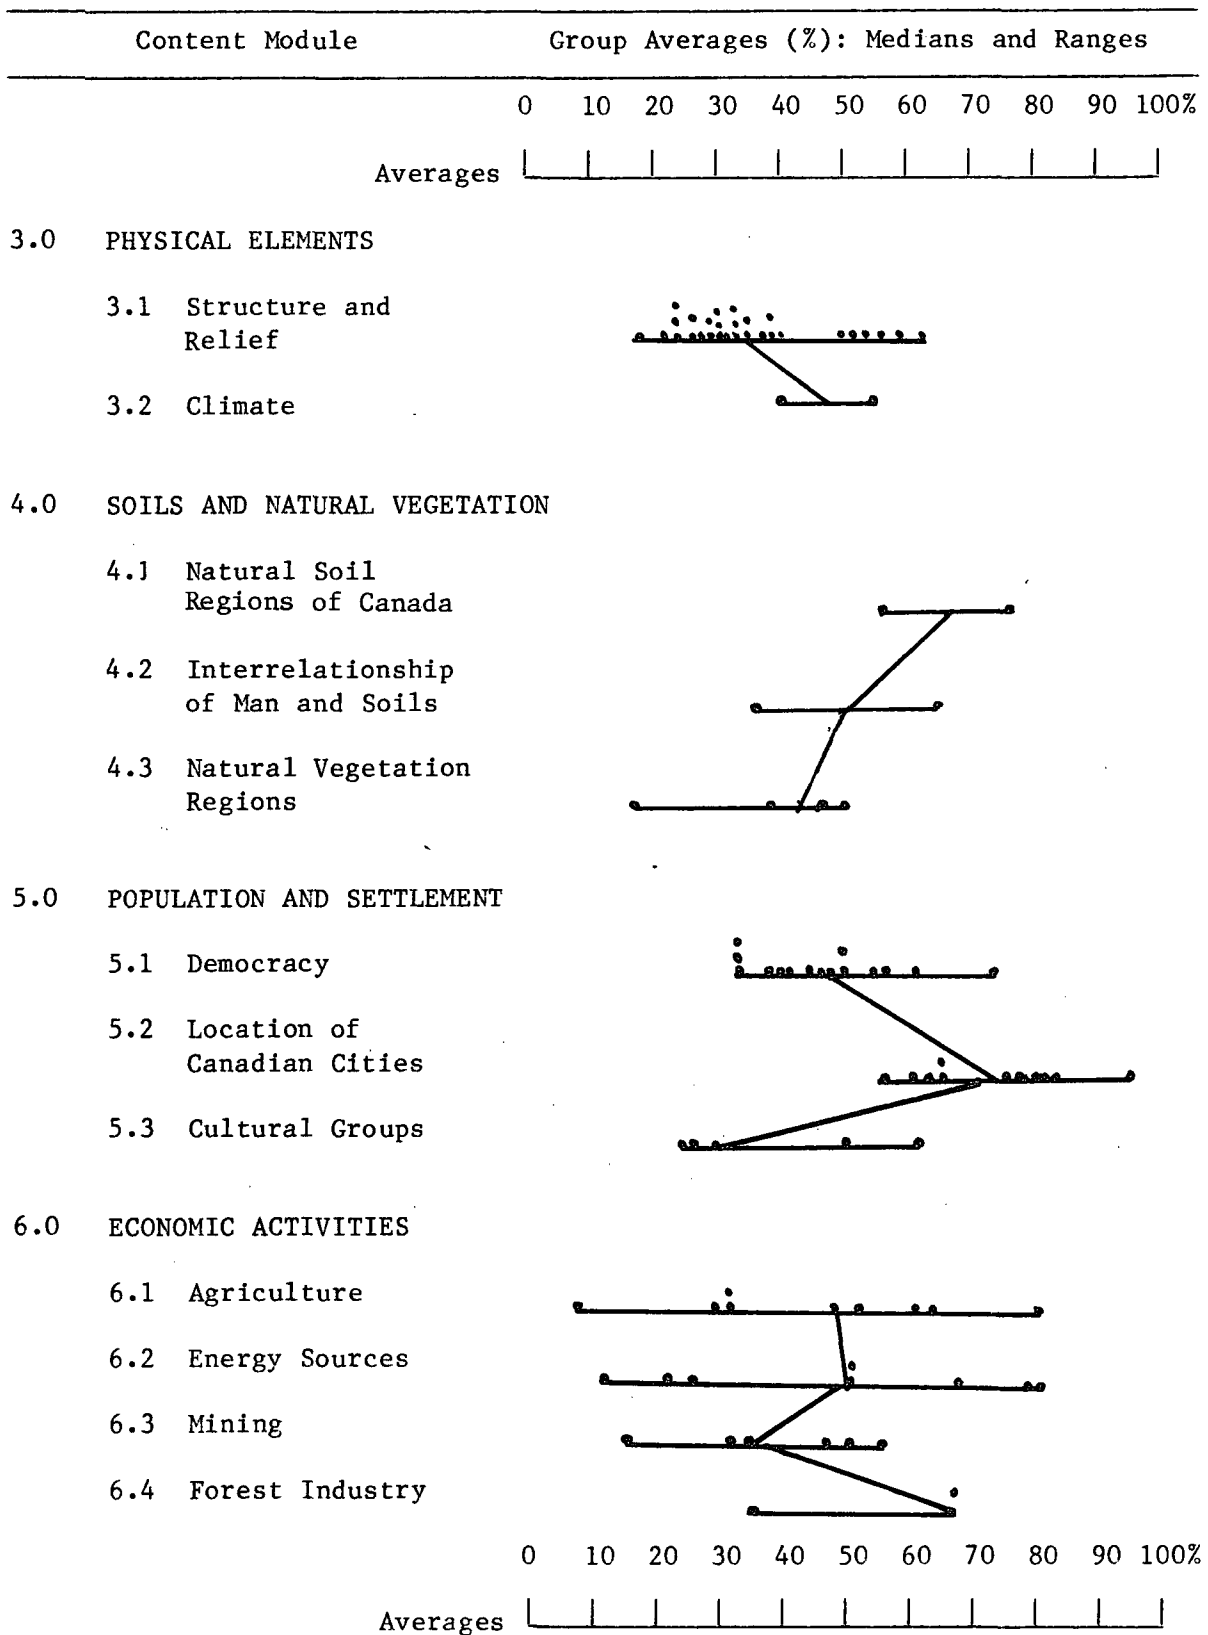 Content Module Group Averages (%): Medians and Ranges
0 10 20 30 40 50 60 70 80 90 100%
Averages
3.0 PHYSICAL ELEMENTS
3.1 Structure and
Relief
3.2 Climate
4.0 SOILS AND NATURAL VEGETATION
4.1 Natural Soil
Regions of Canada
4.2 Interrelationship
of Man and Soils
4.3 Natural Vegetation
Regions
5.0 POPULATION AND SETTLEMENT
5.1 Democracy
5.2 Location of
Canadian Cities
5.3 Cultural Groups
6.0 ECONOMIC ACTIVITIES
6.1 Agriculture
6.2 Energy Sources
6.3 Mining
6.4 Forest Industry
0 10 20 30 40 50 60 70 80 90 100%
Averages